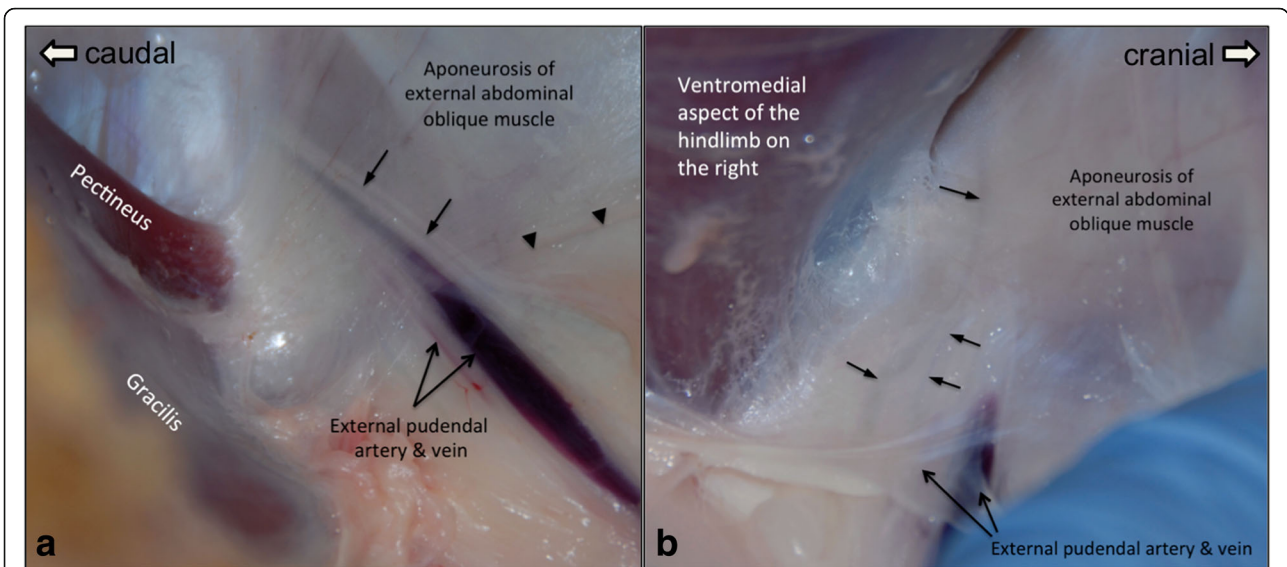 caudal
Aponeurosis of
external abdominal
oblique muscle
Pectineus
Gracilis
External pudendal
artery & vein
a
cranial
Ventromedial
aspect of the
hindlimb on
the right
Aponeurosis of
external abdominal
oblique muscle
External pudendal artery & vein
b